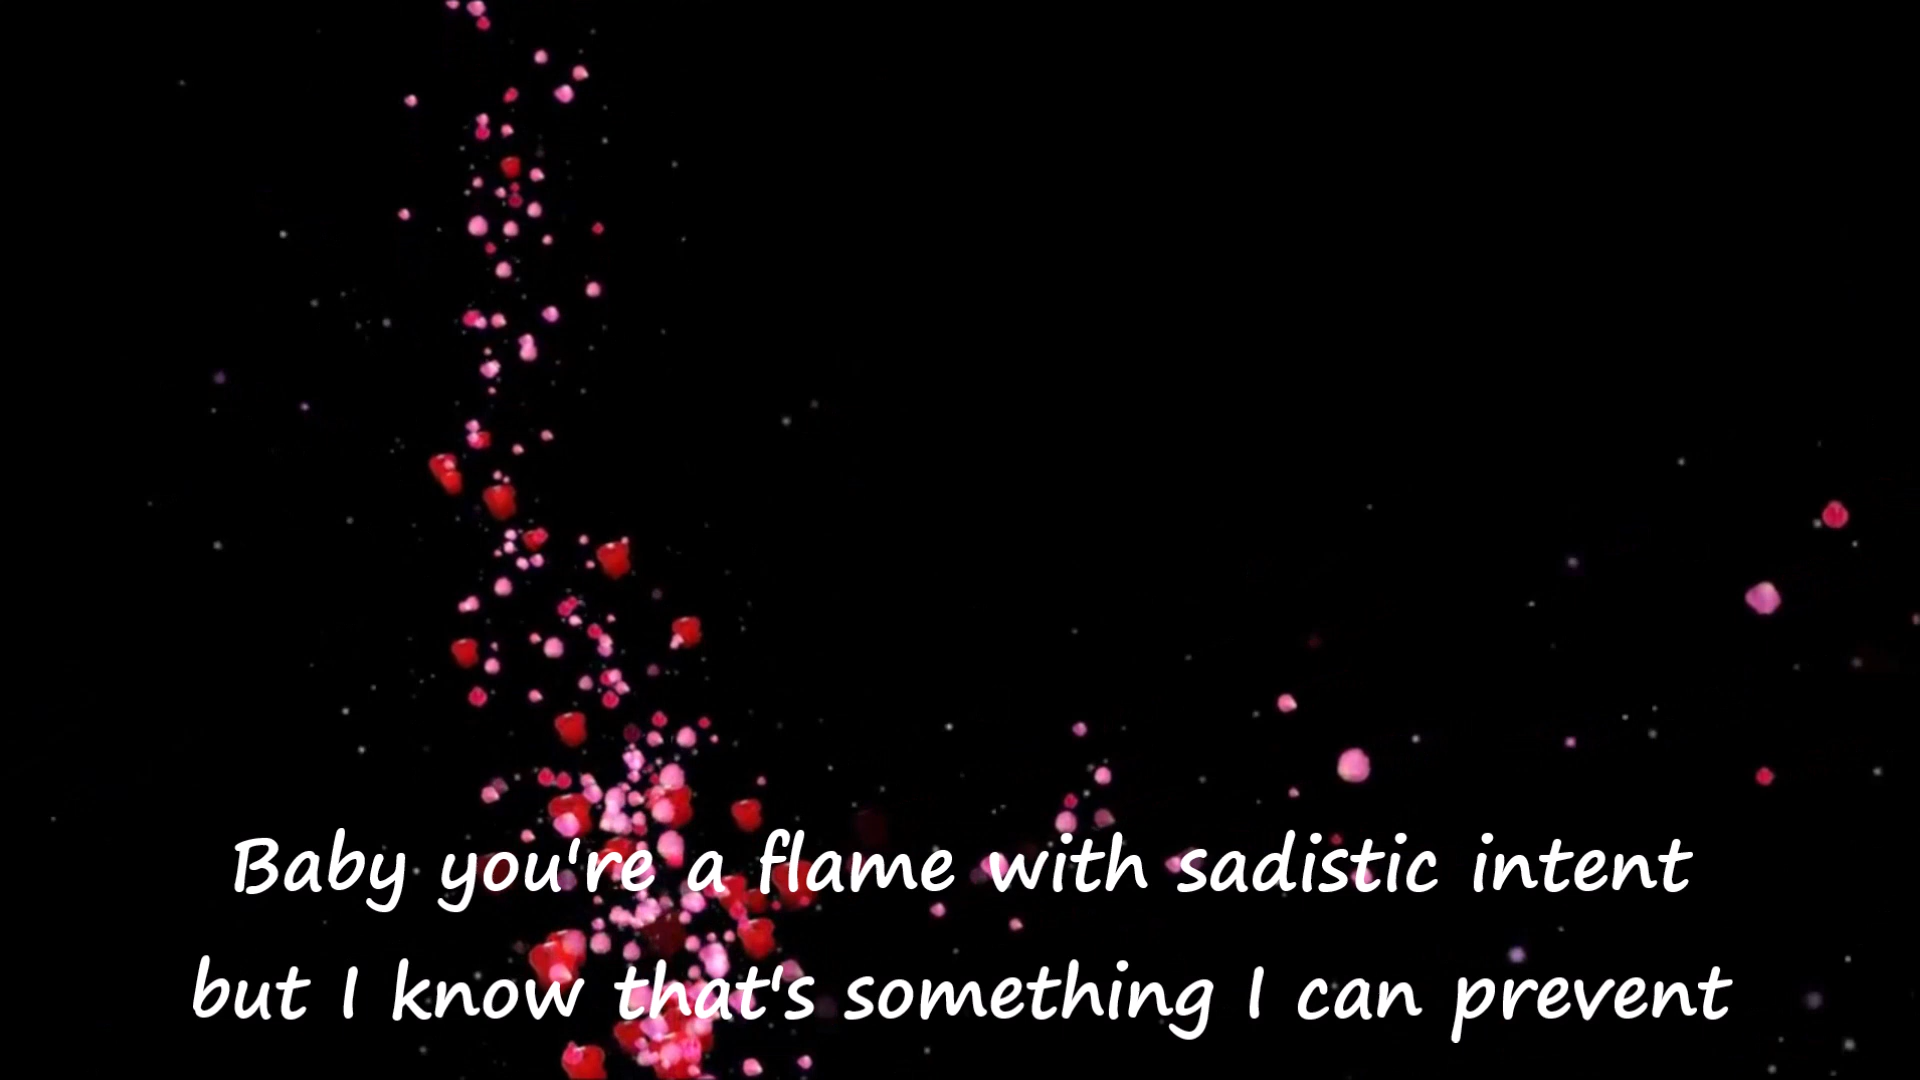 Baby you're a flame with sadistic intent
but I know that's something I can prevent